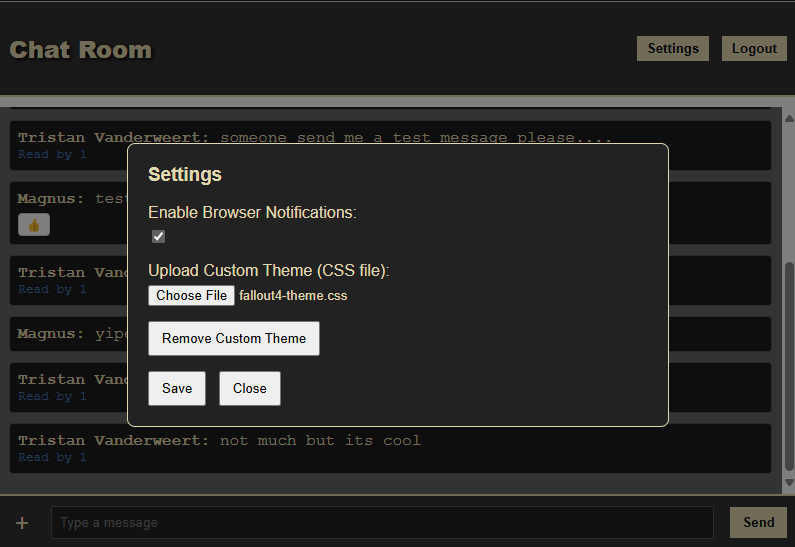 Chat Room
Settings
Logout
Tristan Vanderweert: someone send me a test message please....
Read by 1
Magnus: test
👍
Tristan Van
Read by 1
Magnus: yipe
Tristan Van
Read by 1
Tristan Vanderweert: not much but its cool
Read by 1
Settings
Enable Browser Notifications:
Upload Custom Theme (CSS file):
Choose File fallout4-theme.css
Remove Custom Theme
Save Close
+ Type a message Send